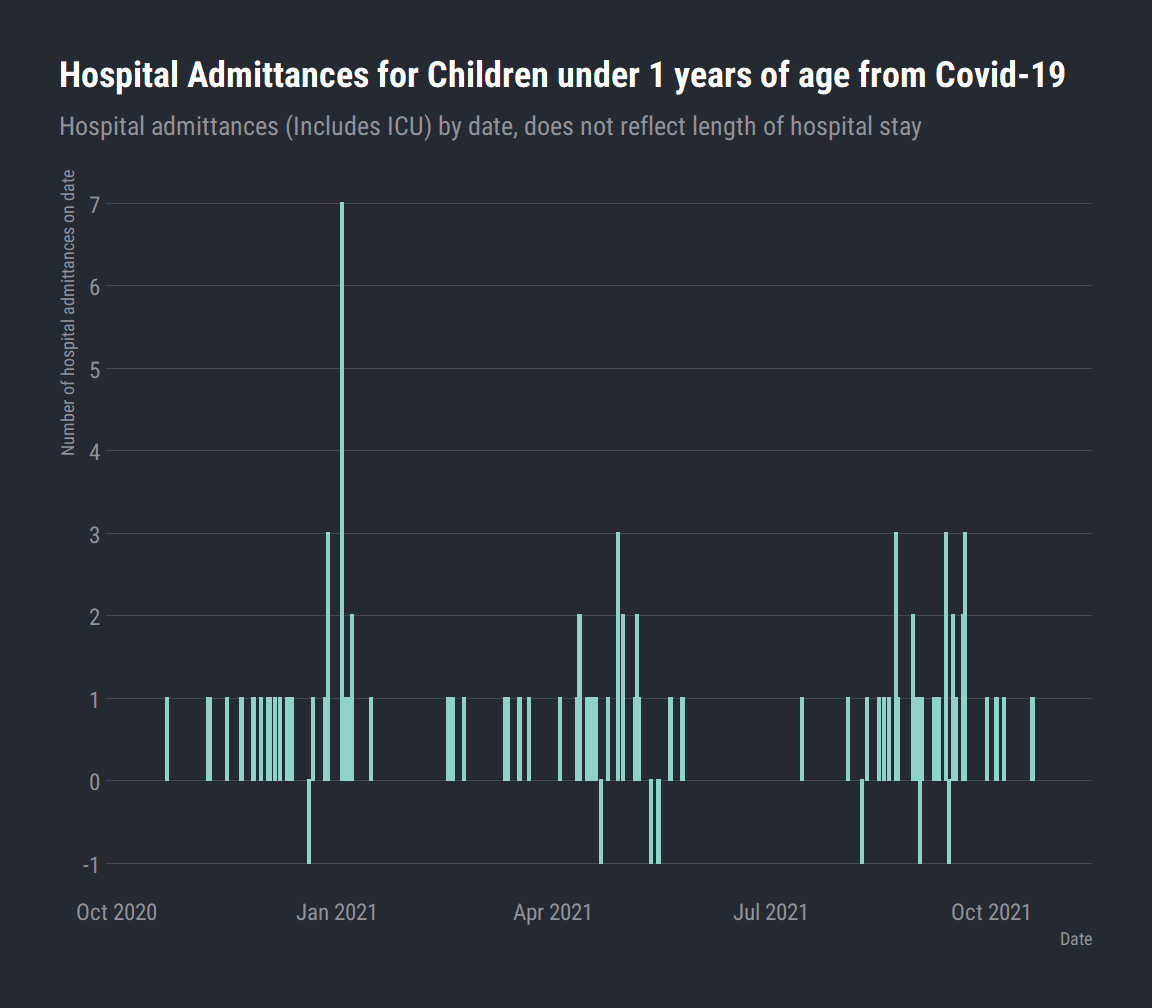 Hospital Admittances for Children under 1 years of age from Covid-19
Hospital admittances (Includes ICU) by date, does not reflect length of hospital stay
Number of hospital admittances on date
7
6
5
4
3
2
1
0
-1
Oct 2020
Jan 2021
Apr 2021
Jul 2021
Oct 2021
Date